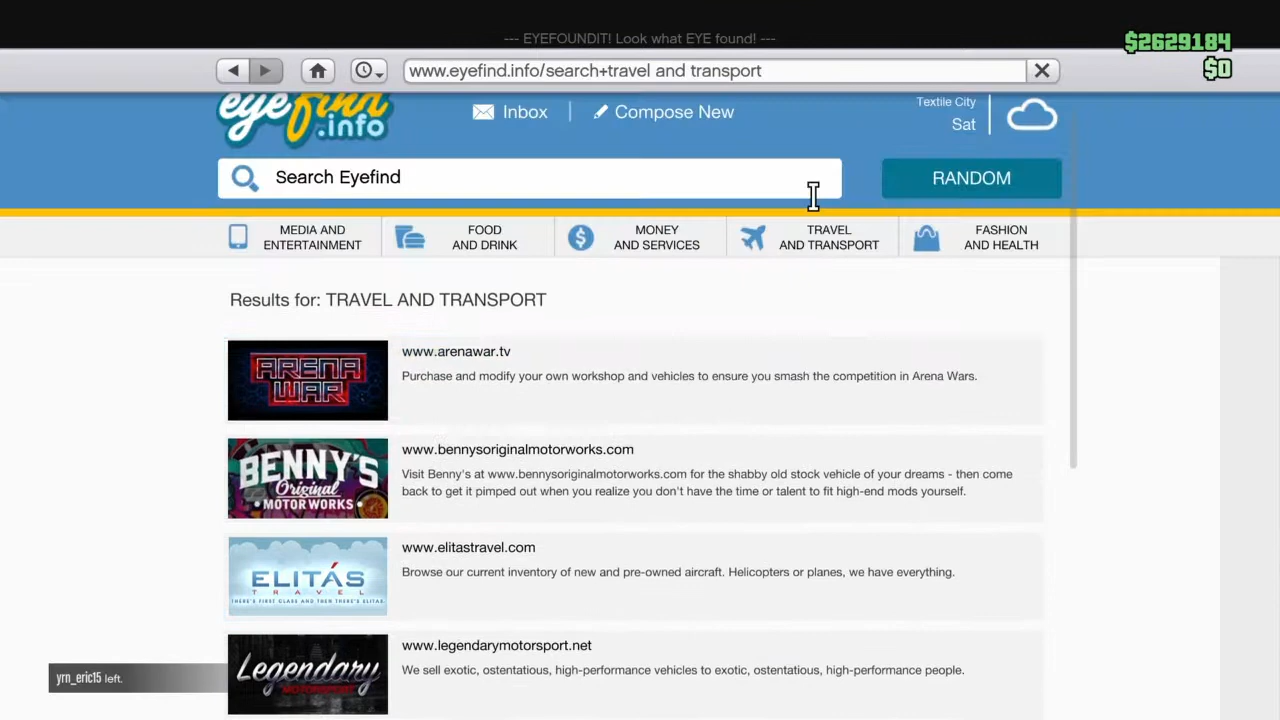 --- EYEFOUNDIT! Look what EYE found! ---
$2629184
$0
www.eyefind.info/search+travel and transport
eyefind
.info
Inbox
Compose New
Textile City
Sat
Search Eyefind
RANDOM
MEDIA AND
ENTERTAINMENT
FOOD
AND DRINK
MONEY
AND SERVICES
TRAVEL
AND TRANSPORT
FASHION
AND HEALTH
Results for: TRAVEL AND TRANSPORT
ARENA
WAR
www.arenawar.tv
Purchase and modify your own workshop and vehicles to ensure you smash the competition in Arena Wars.
BENNY'S
Original
MOTOR WORKS
www.bennysoriginalmotorworks.com
Visit Benny's at www.bennysoriginalmotorworks.com for the shabby old stock vehicle of your dreams - then come
back to get it pimped out when you realize you don't have the time or talent to fit high-end mods yourself.
ELITÁS
TRAVEL
THERE'S FIRST CLASS AND THEN THERE'S ELITAS.
www.elitastravel.com
Browse our current inventory of new and pre-owned aircraft. Helicopters or planes, we have everything.
Legendary
MOTORSPORT
www.legendarymotorsport.net
We sell exotic, ostentatious, high-performance vehicles to exotic, ostentatious, high-performance people.
yrn_eric15 left.